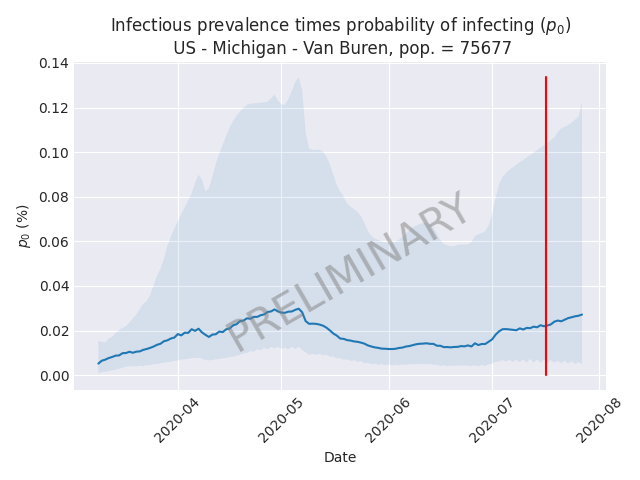 Infectious prevalence times probability of infecting (p0)
US - Michigan - Van Buren, pop. = 75677
0.14
0.12
0.10
0.08
0.06
0.04
0.02
0.00
p0 (%)
PRELIMINARY
2020-04
2020-05
2020-06
2020-07
2020-08
Date